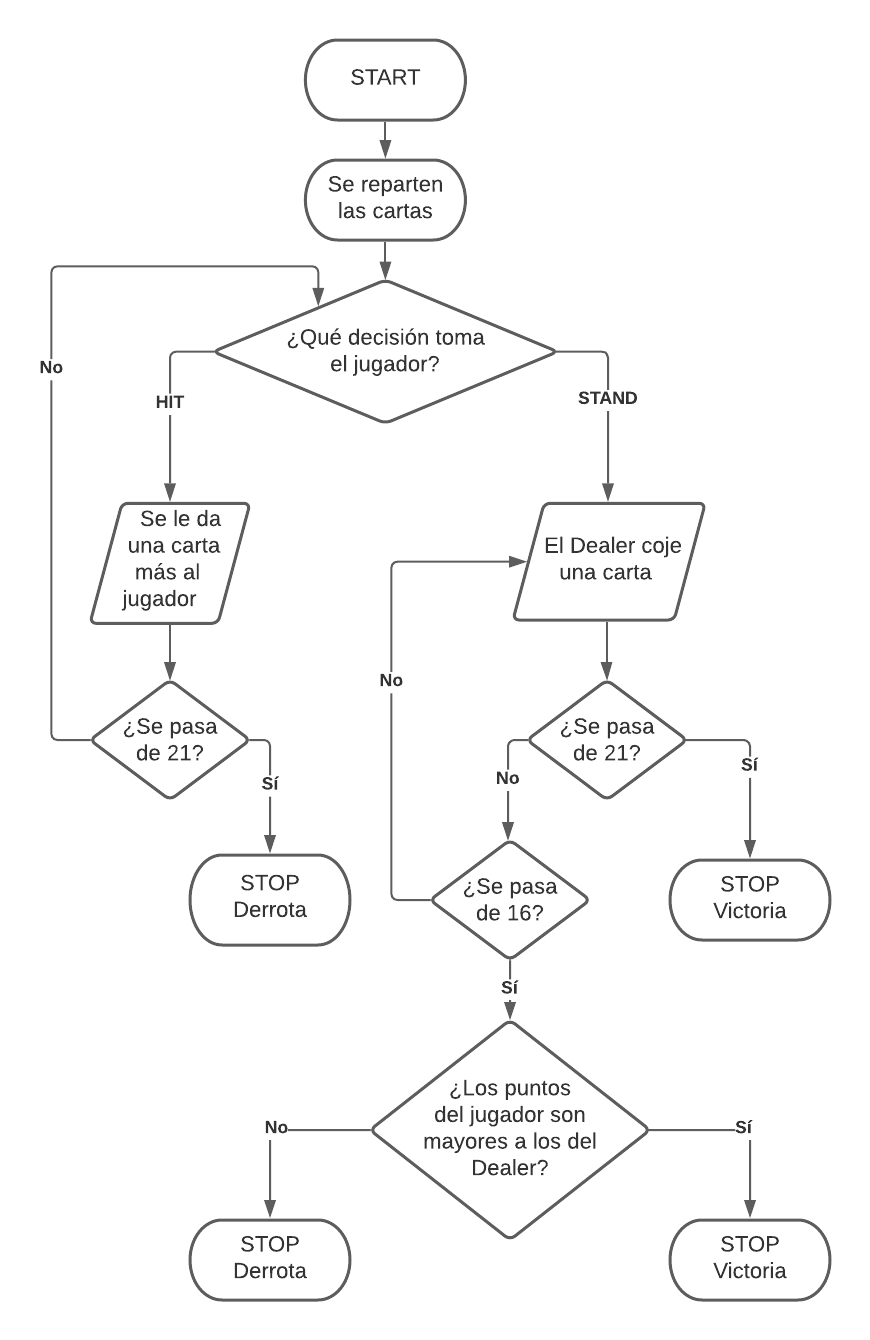 START
Se reparten
las cartas
¿Qué decisión toma
el jugador?
No
HIT
STAND
Se le da
una carta
más al
jugador
El Dealer coje
una carta
No
¿Se pasa
de 21?
¿Se pasa
de 21?
Sí
No
Sí
STOP
Derrota
¿Se pasa
de 16?
STOP
Victoria
Sí
¿Los puntos
del jugador son
mayores a los del
Dealer?
No
Sí
STOP
Derrota
STOP
Victoria